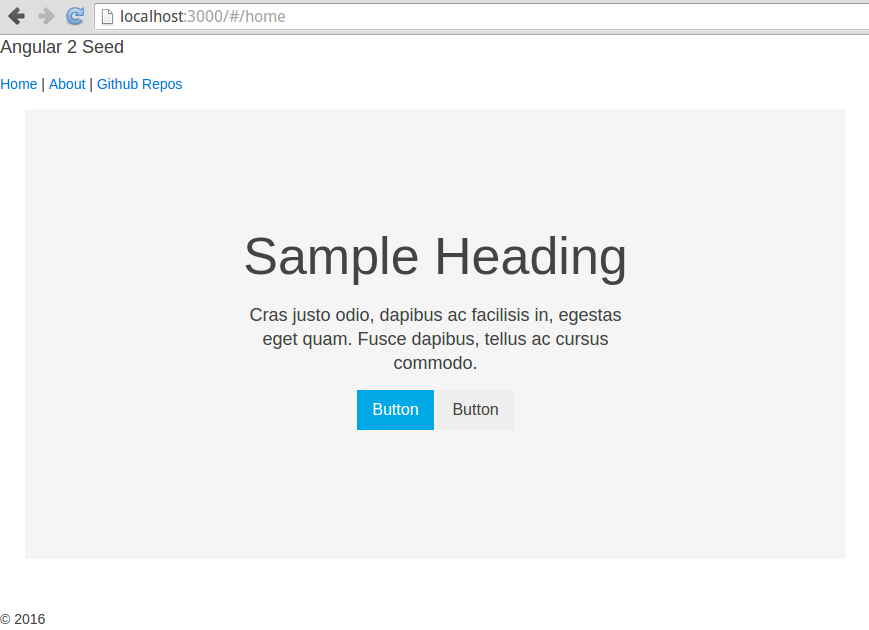 localhost:3000/#/home
Angular 2 Seed
Home | About | Github Repos
Sample Heading
Cras justo odio, dapibus ac facilisis in, egestas
eget quam. Fusce dapibus, tellus ac cursus
commodo.
Button Button
© 2016